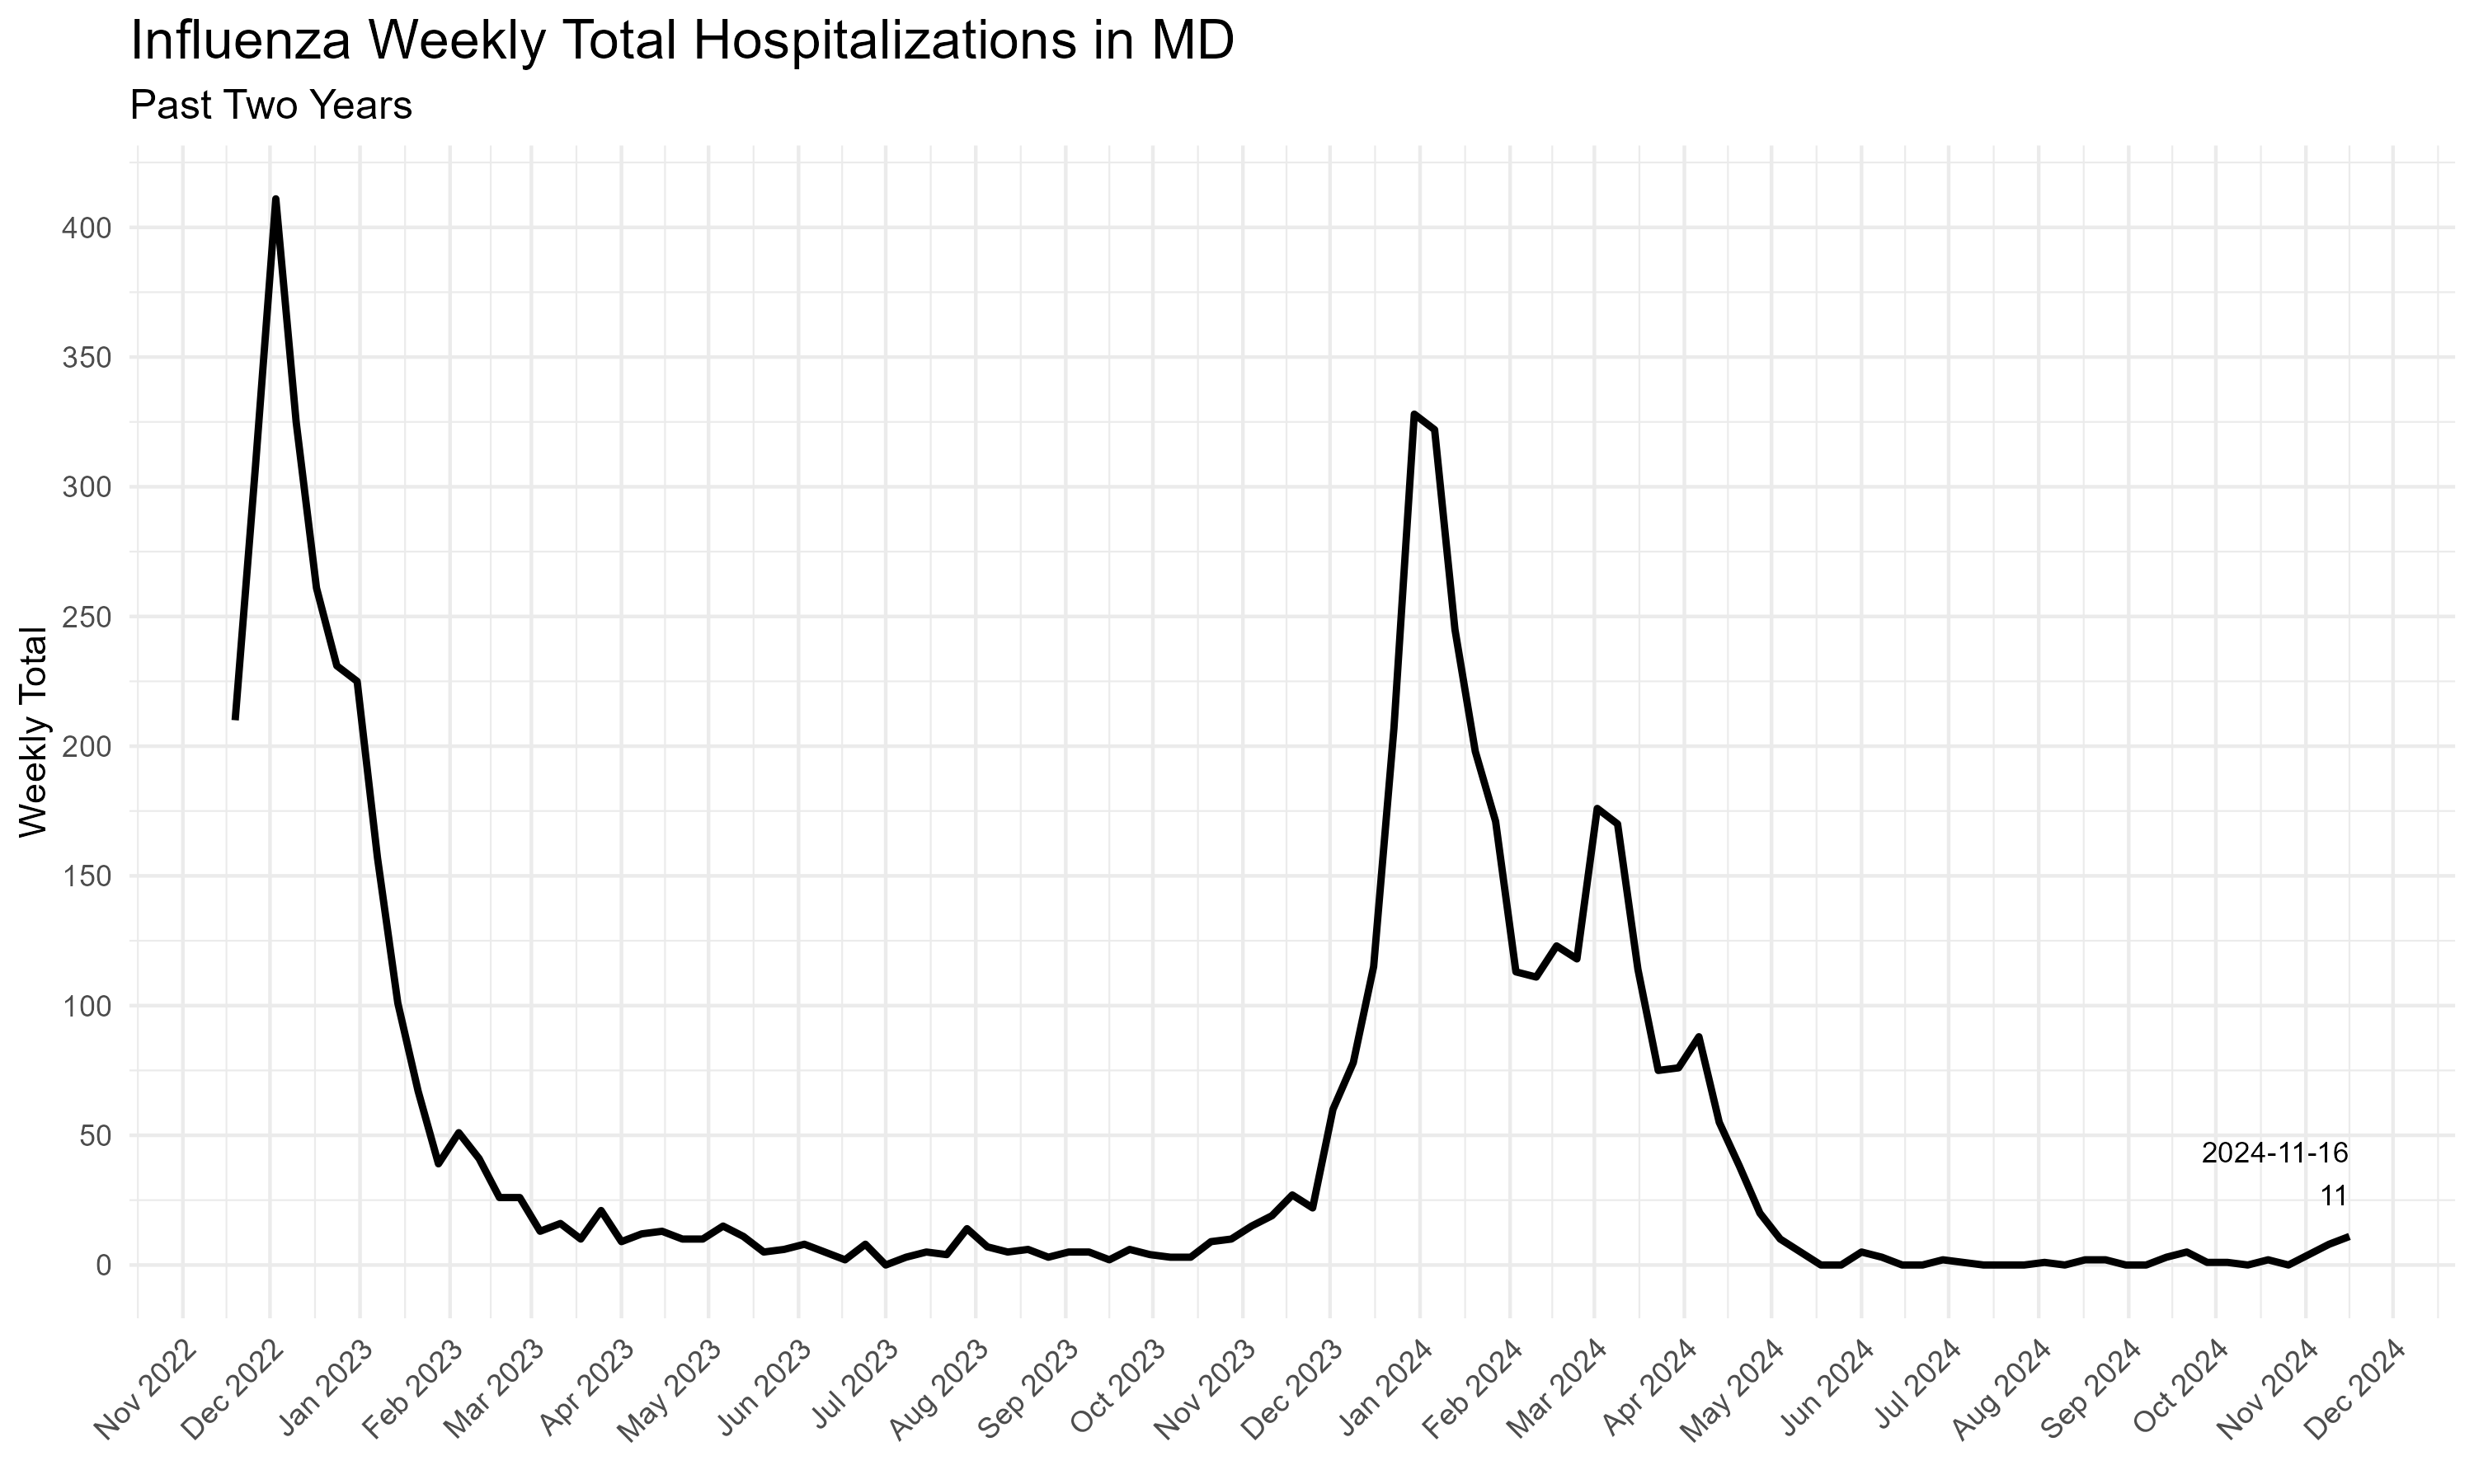 Influenza Weekly Total Hospitalizations in MD
Past Two Years
Weekly Total
400
350
300
250
200
150
100
50
0
2024-11-16
11
Nov 2022
Dec 2022
Jan 2023
Feb 2023
Mar 2023
Apr 2023
May 2023
Jun 2023
Jul 2023
Aug 2023
Sep 2023
Oct 2023
Nov 2023
Dec 2023
Jan 2024
Feb 2024
Mar 2024
Apr 2024
May 2024
Jun 2024
Jul 2024
Aug 2024
Sep 2024
Oct 2024
Nov 2024
Dec 2024